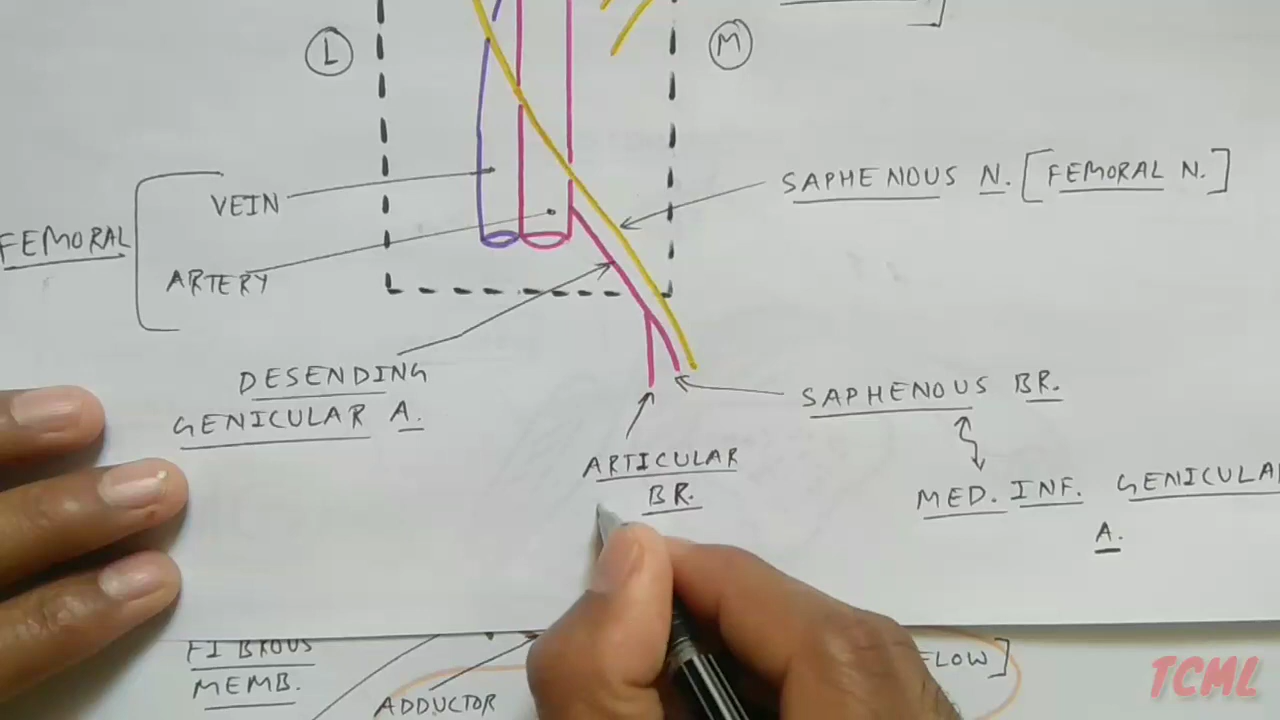 L
M
SAPHENOUS N. [FEMORAL N.]
VEIN
FEMORAL
ARTERY
DESENDING
GENICULAR A.
SAPHENOUS BR.
ARTICULAR
BR.
MED. INF. GENICULA
A.
FIBROUS
MEMB.
ADDUCTOR
FLOW]
TCML